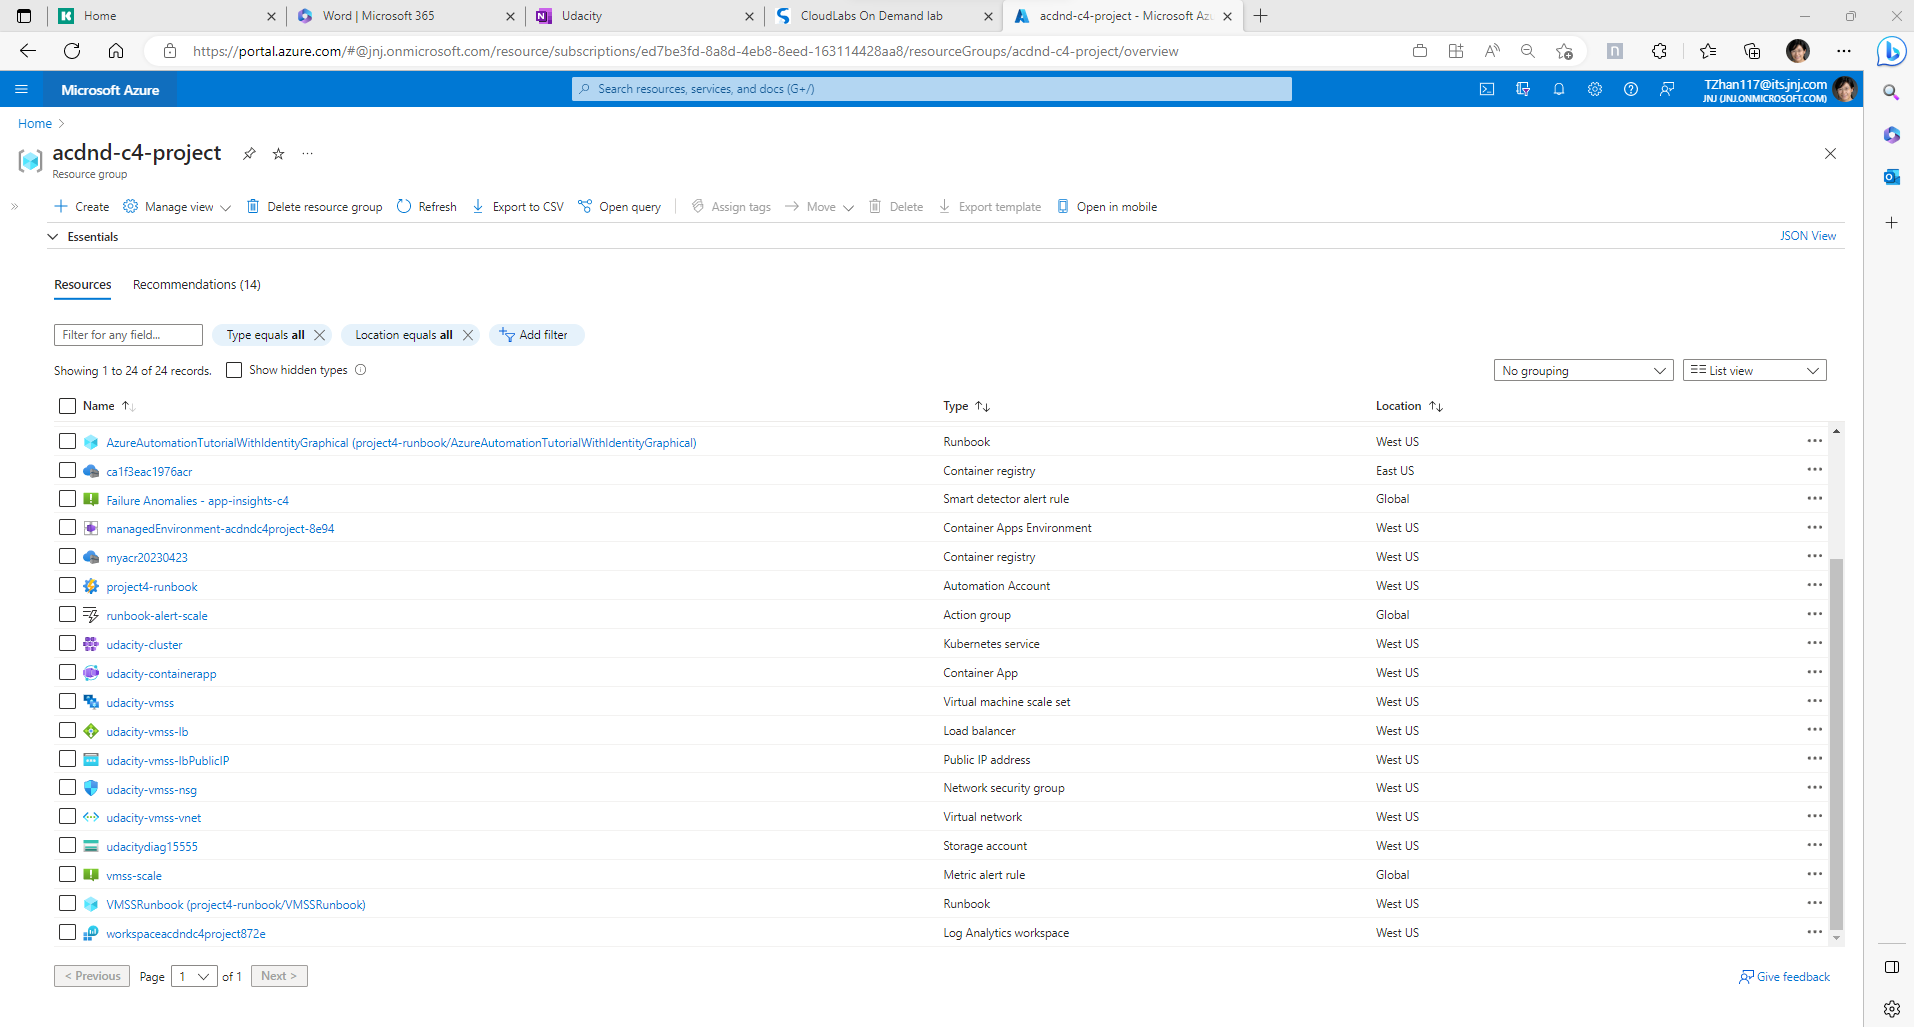 Home
Word | Microsoft 365
Udacity
CloudLabs On Demand lab
acdnd-c4-project - Microsoft Az
https://portal.azure.com/#@jnj.onmicrosoft.com/resource/subscriptions/ed7be3fd-8a8d-4eb8-8eed-163114428aa8/resourceGroups/acdnd-c4-project/overview
Microsoft Azure
Search resources, services, and docs (G+/)
TZhan117@its.jnj.com
JNJ (JNJ.ONMICROSOFT.COM)
Home >
acdnd-c4-project
Resource group
Create Manage view Delete resource group Refresh Export to CSV Open query Assign tags Move Delete Export template Open in mobile
Essentials JSON View
Resources Recommendations (14)
Filter for any field... Type equals all Location equals all Add filter
Showing 1 to 24 of 24 records. Show hidden types No grouping List view
Name Type Location
AzureAutomationTutorialWithIdentityGraphical (project4-runbook/AzureAutomationTutorialWithIdentityGraphical) Runbook West US
ca1f3eac1976acr Container registry East US
Failure Anomalies - app-insights-c4 Smart detector alert rule Global
managedEnvironment-acdndc4project-8e94 Container Apps Environment West US
myacr20230423 Container registry West US
project4-runbook Automation Account West US
runbook-alert-scale Action group Global
udacity-cluster Kubernetes service West US
udacity-containerapp Container App West US
udacity-vmss Virtual machine scale set West US
udacity-vmss-lb Load balancer West US
udacity-vmss-lbPublicIP Public IP address West US
udacity-vmss-nsg Network security group West US
udacity-vmss-vnet Virtual network West US
udacitydiag15555 Storage account West US
vmss-scale Metric alert rule Global
VMSSRunbook (project4-runbook/VMSSRunbook) Runbook West US
workspaceacdndc4project872e Log Analytics workspace West US
< Previous Page 1 of 1 Next > Give feedback